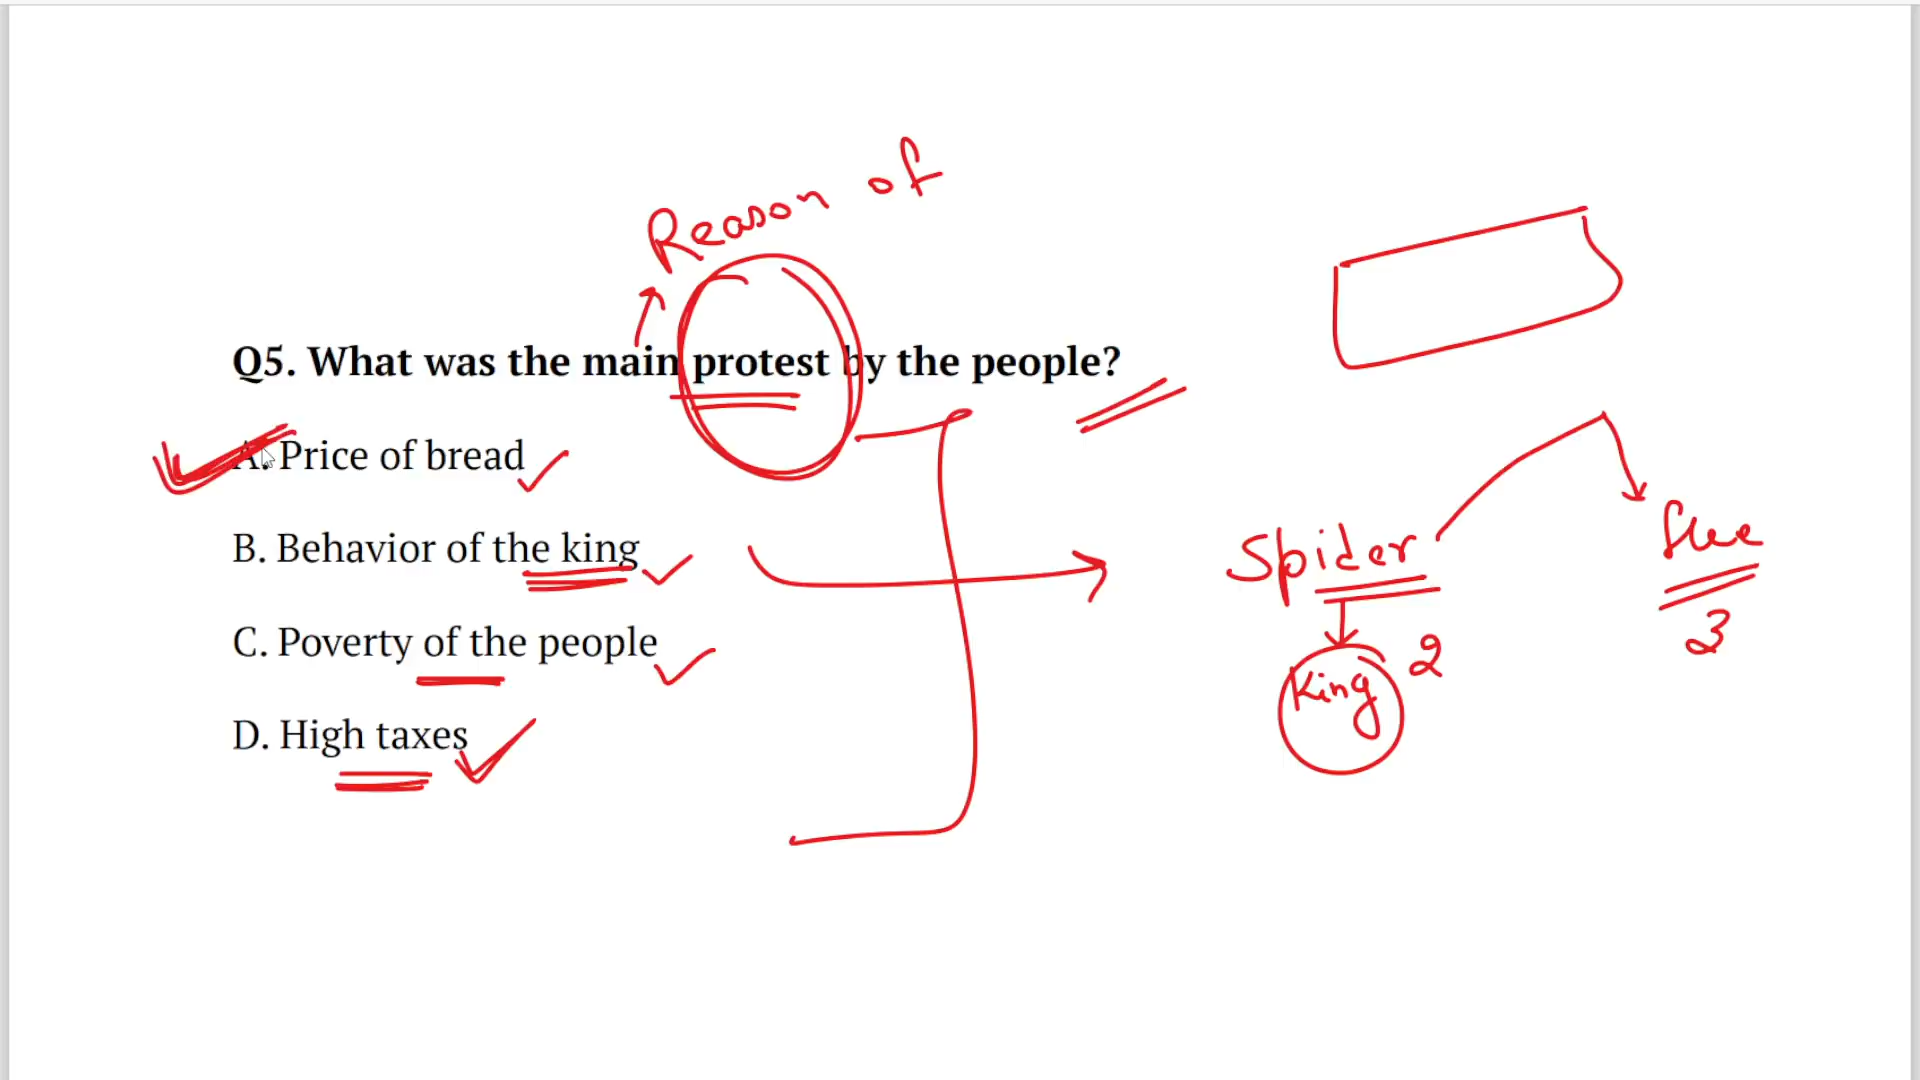 Reason of
Q5. What was the main protest by the people?
A. Price of bread
B. Behavior of the king
Spider
C. Poverty of the people
2
3
King
D. High taxes